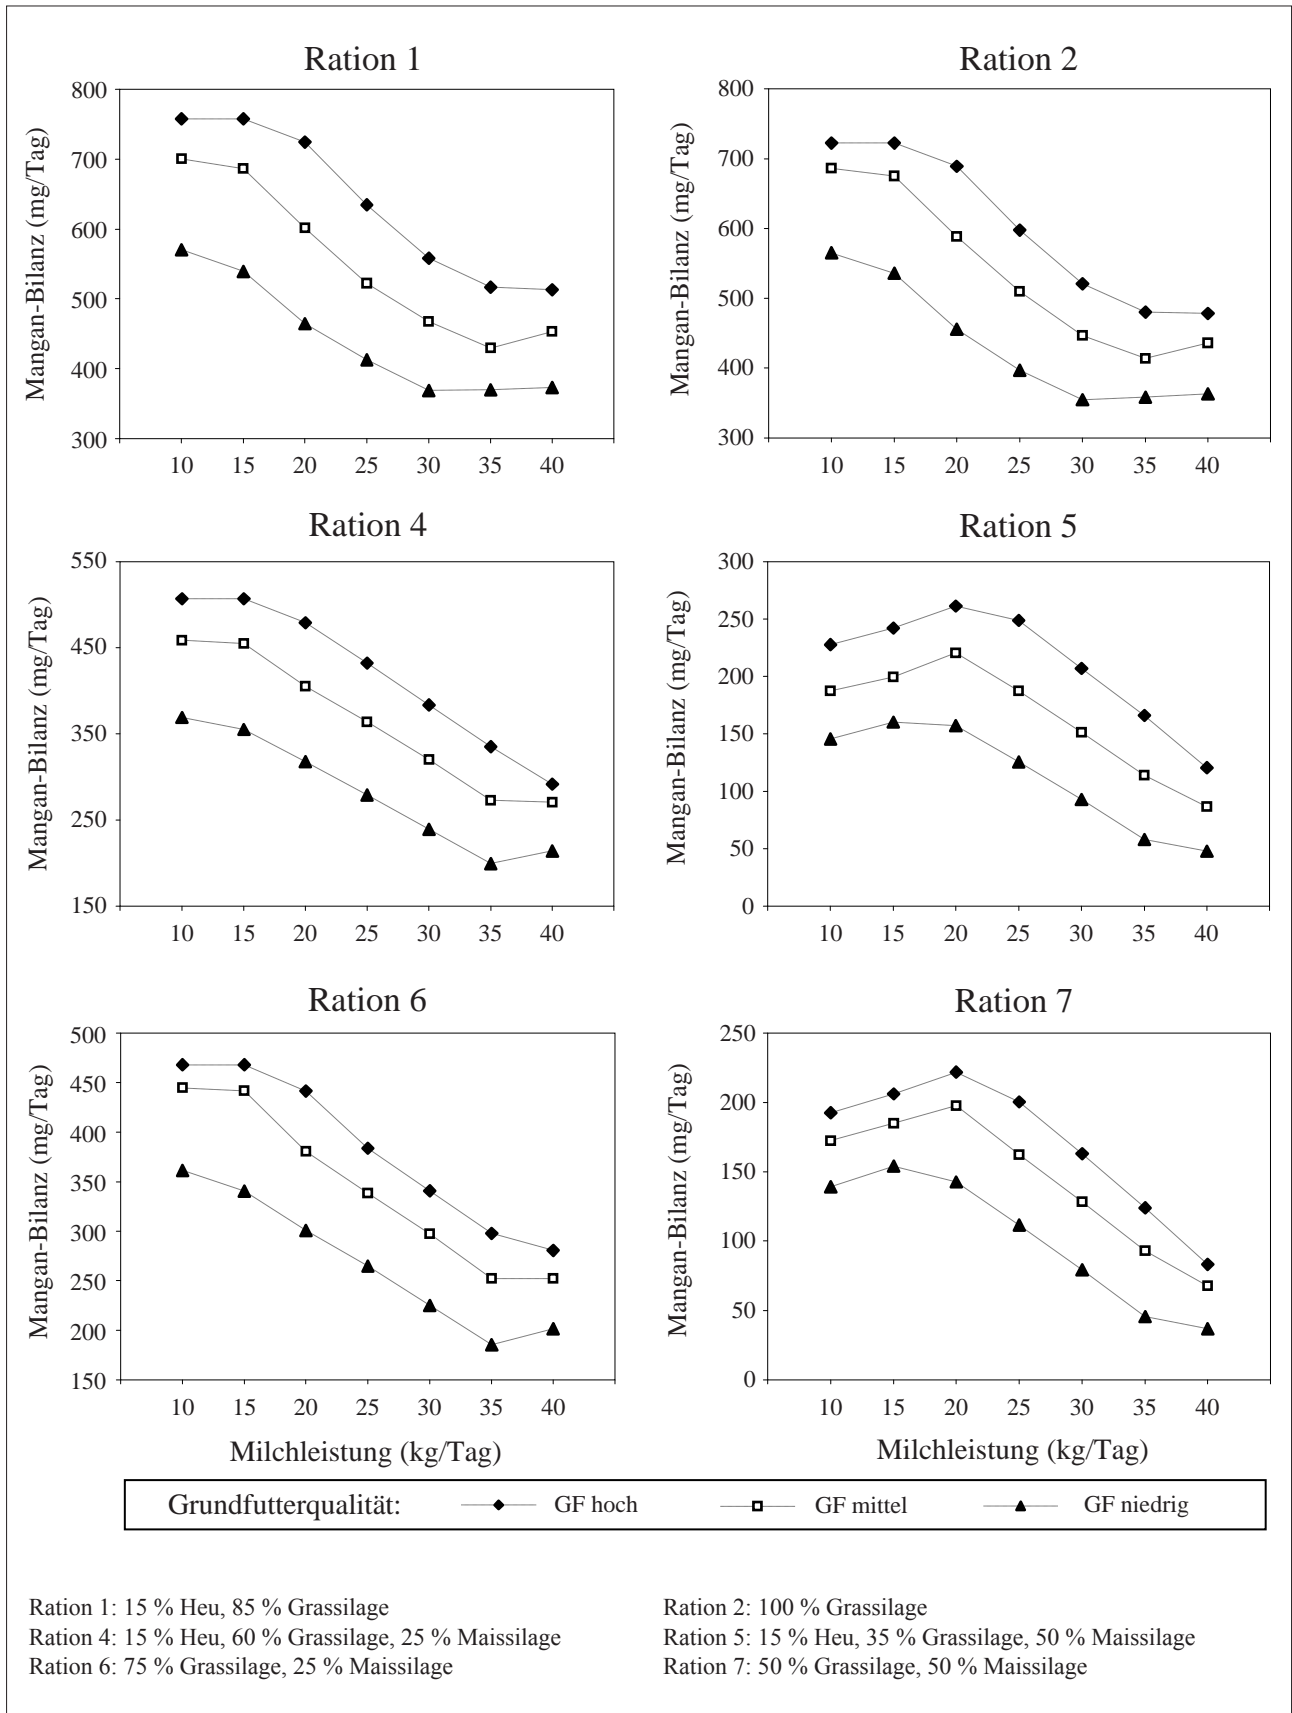 Ration 1
Mangan-Bilanz (mg/Tag)
800
700
600
500
400
300
10 15 20 25 30 35 40
Ration 2
Mangan-Bilanz (mg/Tag)
800
700
600
500
400
300
10 15 20 25 30 35 40
Ration 4
Mangan-Bilanz (mg/Tag)
550
450
350
250
150
10 15 20 25 30 35 40
Ration 5
Mangan-Bilanz (mg/Tag)
300
250
200
150
100
50
0
10 15 20 25 30 35 40
Ration 6
Mangan-Bilanz (mg/Tag)
500
450
400
350
300
250
200
150
10 15 20 25 30 35 40
Milchleistung (kg/Tag)
Ration 7
Mangan-Bilanz (mg/Tag)
250
200
150
100
50
0
10 15 20 25 30 35 40
Milchleistung (kg/Tag)
Grundfutterqualität: GF hoch GF mittel GF niedrig
Ration 1: 15 % Heu, 85 % Grassilage
Ration 2: 100 % Grassilage
Ration 4: 15 % Heu, 60 % Grassilage, 25 % Maissilage
Ration 5: 15 % Heu, 35 % Grassilage, 50 % Maissilage
Ration 6: 75 % Grassilage, 25 % Maissilage
Ration 7: 50 % Grassilage, 50 % Maissilage